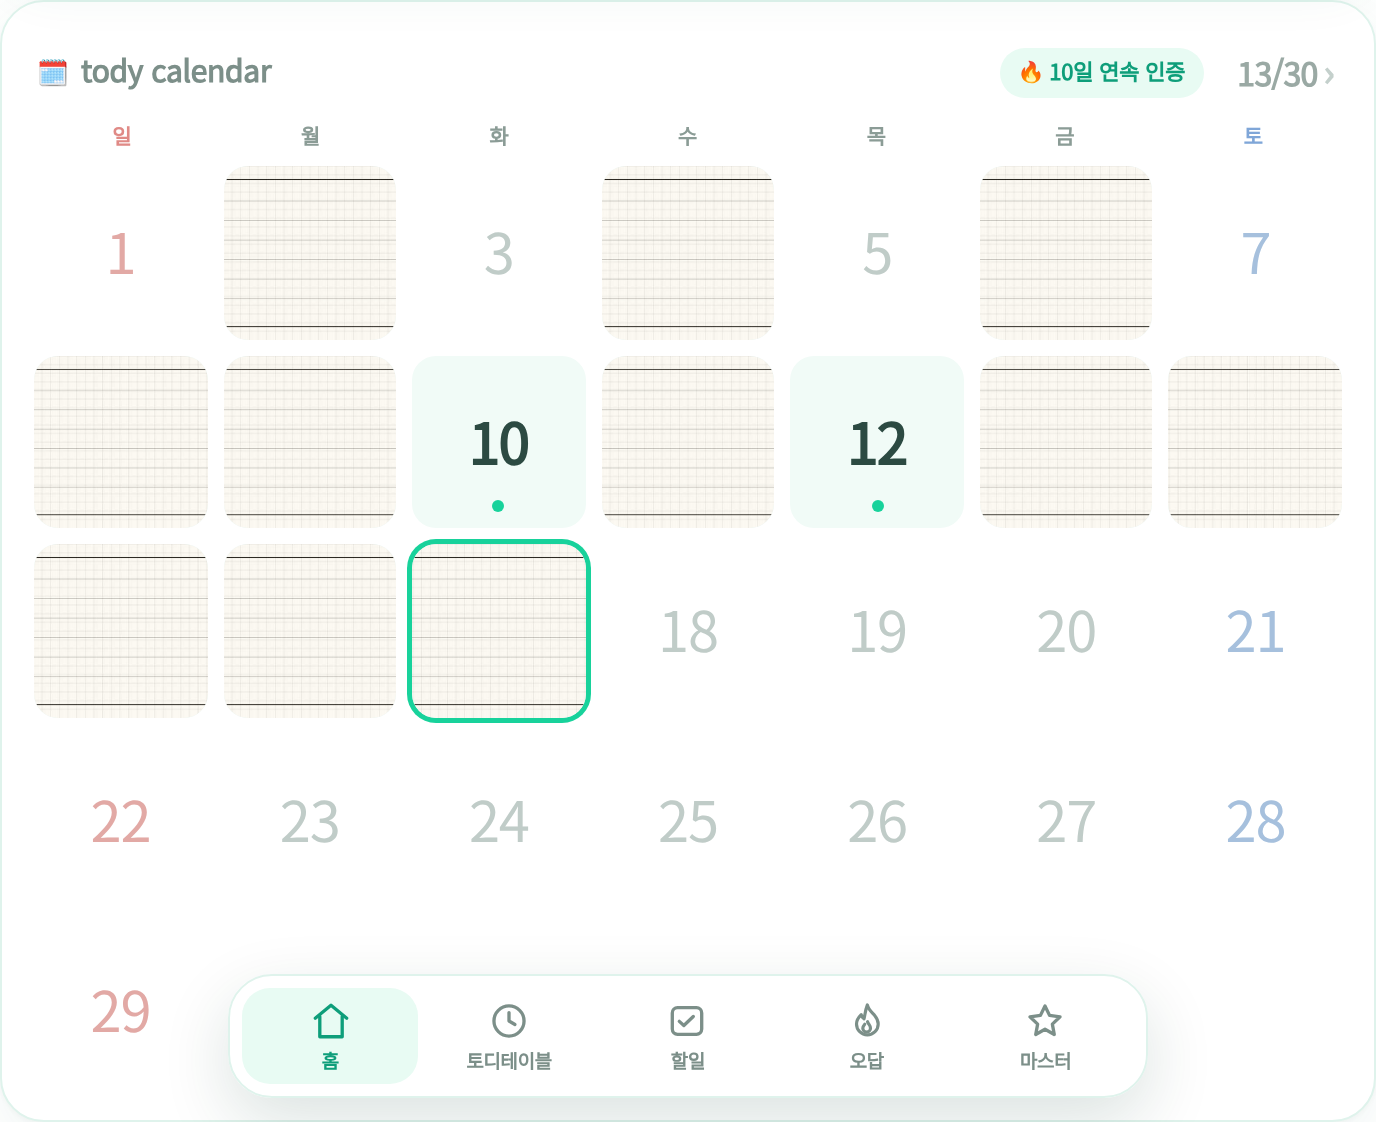 tody calendar
🔥 10일 연속 인증
13/30 ›
일 월 화 수 목 금 토
1 3 5 7
10 12
18 19 20 21
22 23 24 25 26 27 28
29
홈 토디테이블 할일 오답 마스터